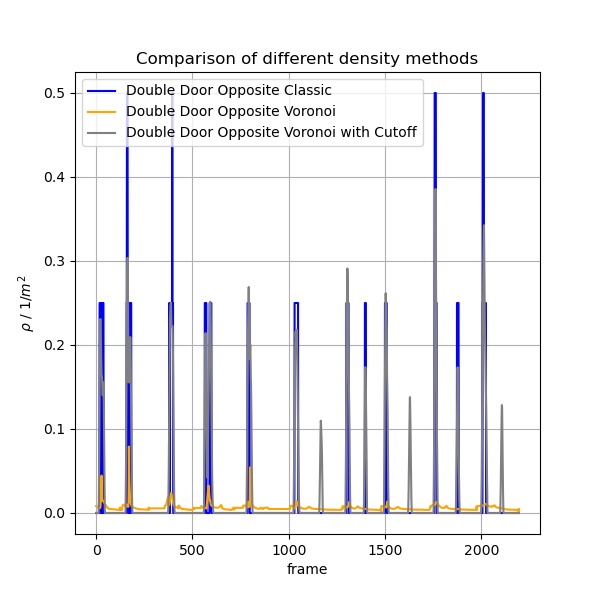 Comparison of different density methods
Double Door Opposite Classic
Double Door Opposite Voronoi
Double Door Opposite Voronoi with Cutoff
ρ / 1/m²
0.5
0.4
0.3
0.2
0.1
0.0
0 500 1000 1500 2000
frame